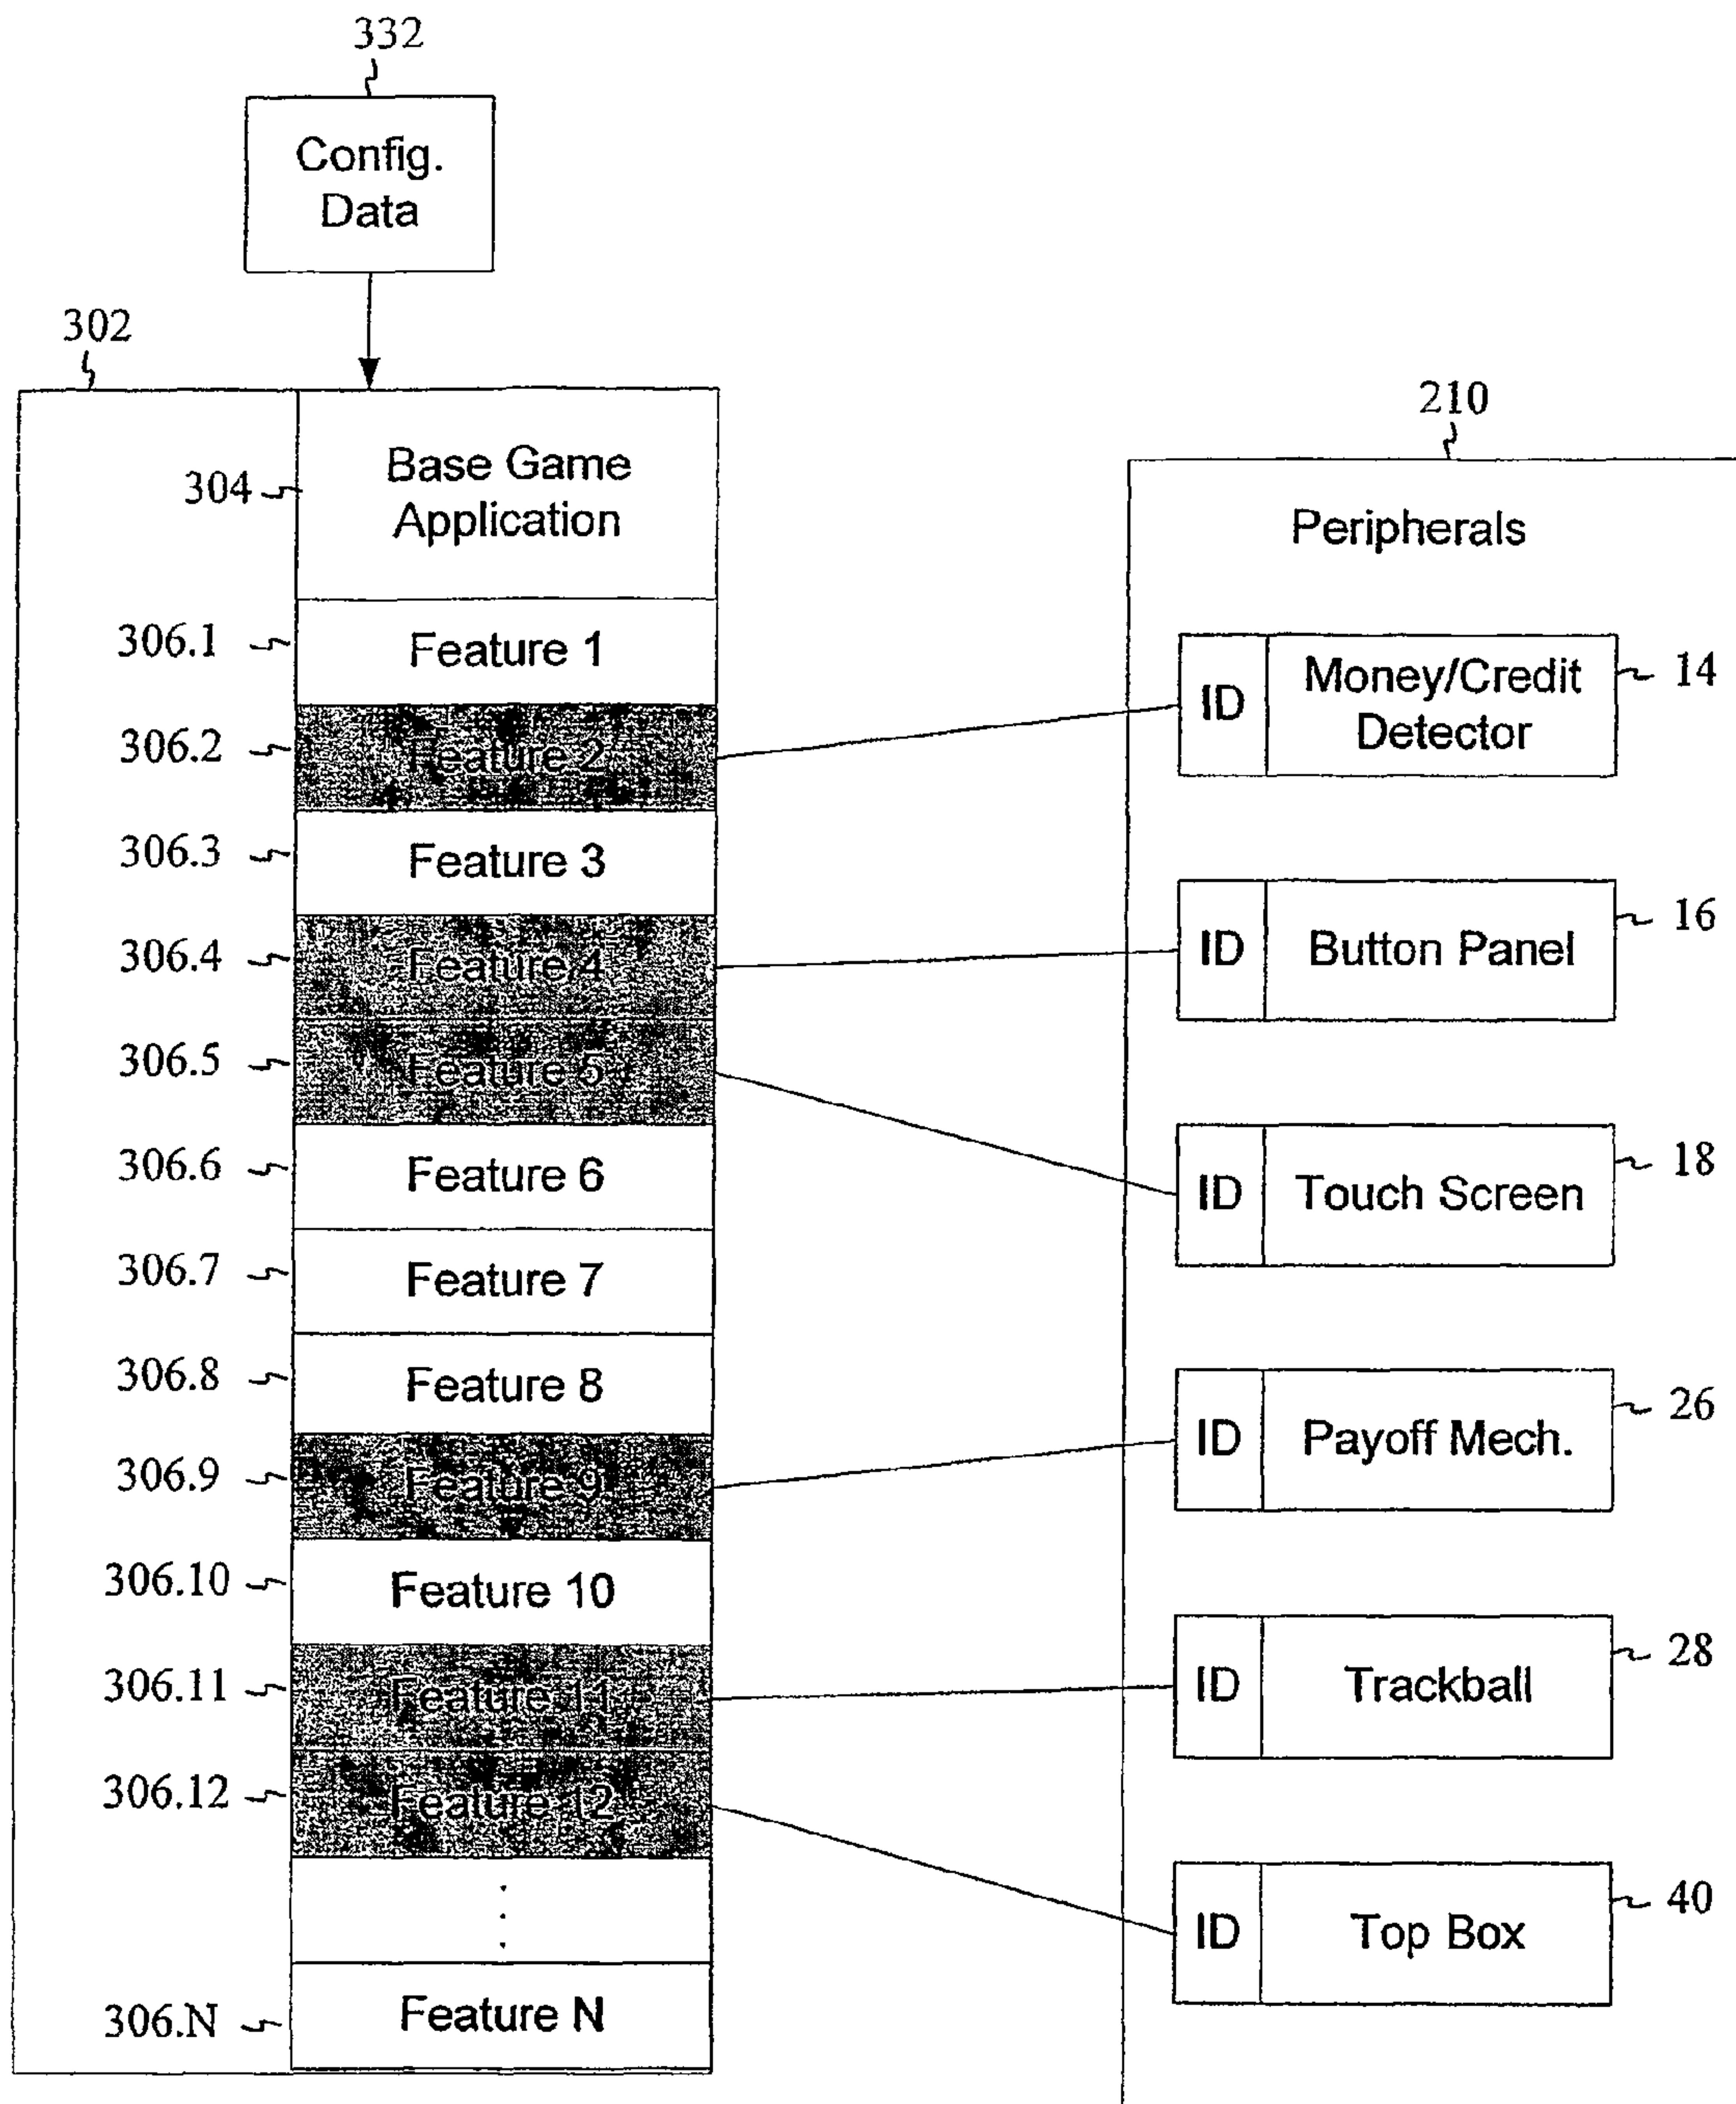 332
Config.
Data
302
304
Base Game
Application
306.1
Feature 1
306.2
Feature 2
306.3
Feature 3
306.4
Feature 4
306.5
Feature 5
306.6
Feature 6
306.7
Feature 7
306.8
Feature 8
306.9
Feature 9
306.10
Feature 10
306.11
Feature 11
306.12
Feature 12
306.N
Feature N
210
Peripherals
ID
Money/Credit
Detector
14
ID
Button Panel
16
ID
Touch Screen
18
ID
Payoff Mech.
26
ID
Trackball
28
ID
Top Box
40